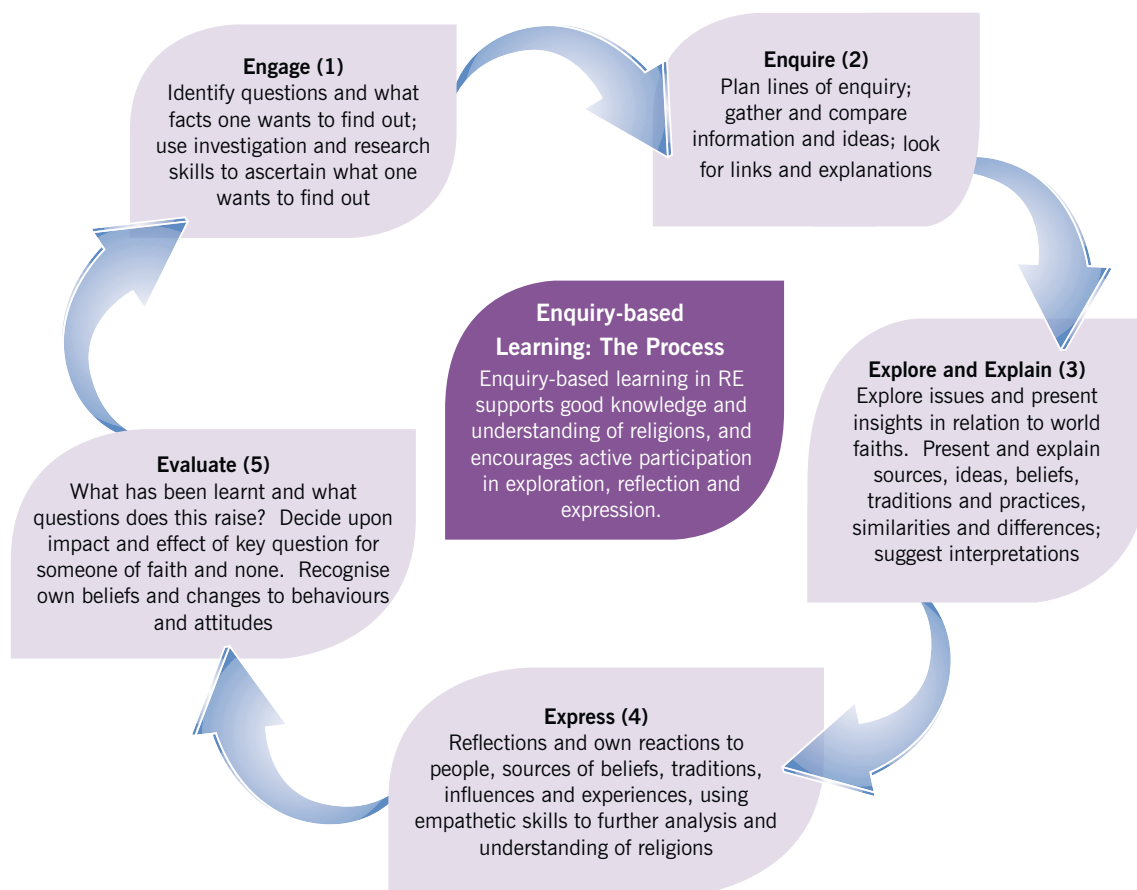 Engage (1)
Identify questions and what
facts one wants to find out;
use investigation and research
skills to ascertain what one
wants to find out
Enquire (2)
Plan lines of enquiry;
gather and compare
information and ideas; look
for links and explanations
Enquiry-based
Learning: The Process
Enquiry-based learning in RE
supports good knowledge and
understanding of religions, and
encourages active participation
in exploration, reflection and
expression.
Explore and Explain (3)
Explore issues and present
insights in relation to world
faiths. Present and explain
sources, ideas, beliefs,
traditions and practices,
similarities and differences;
suggest interpretations
Express (4)
Reflections and own reactions to
people, sources of beliefs, traditions,
influences and experiences, using
empathetic skills to further analysis and
understanding of religions
Evaluate (5)
What has been learnt and what
questions does this raise? Decide upon
impact and effect of key question for
someone of faith and none. Recognise
own beliefs and changes to behaviours
and attitudes